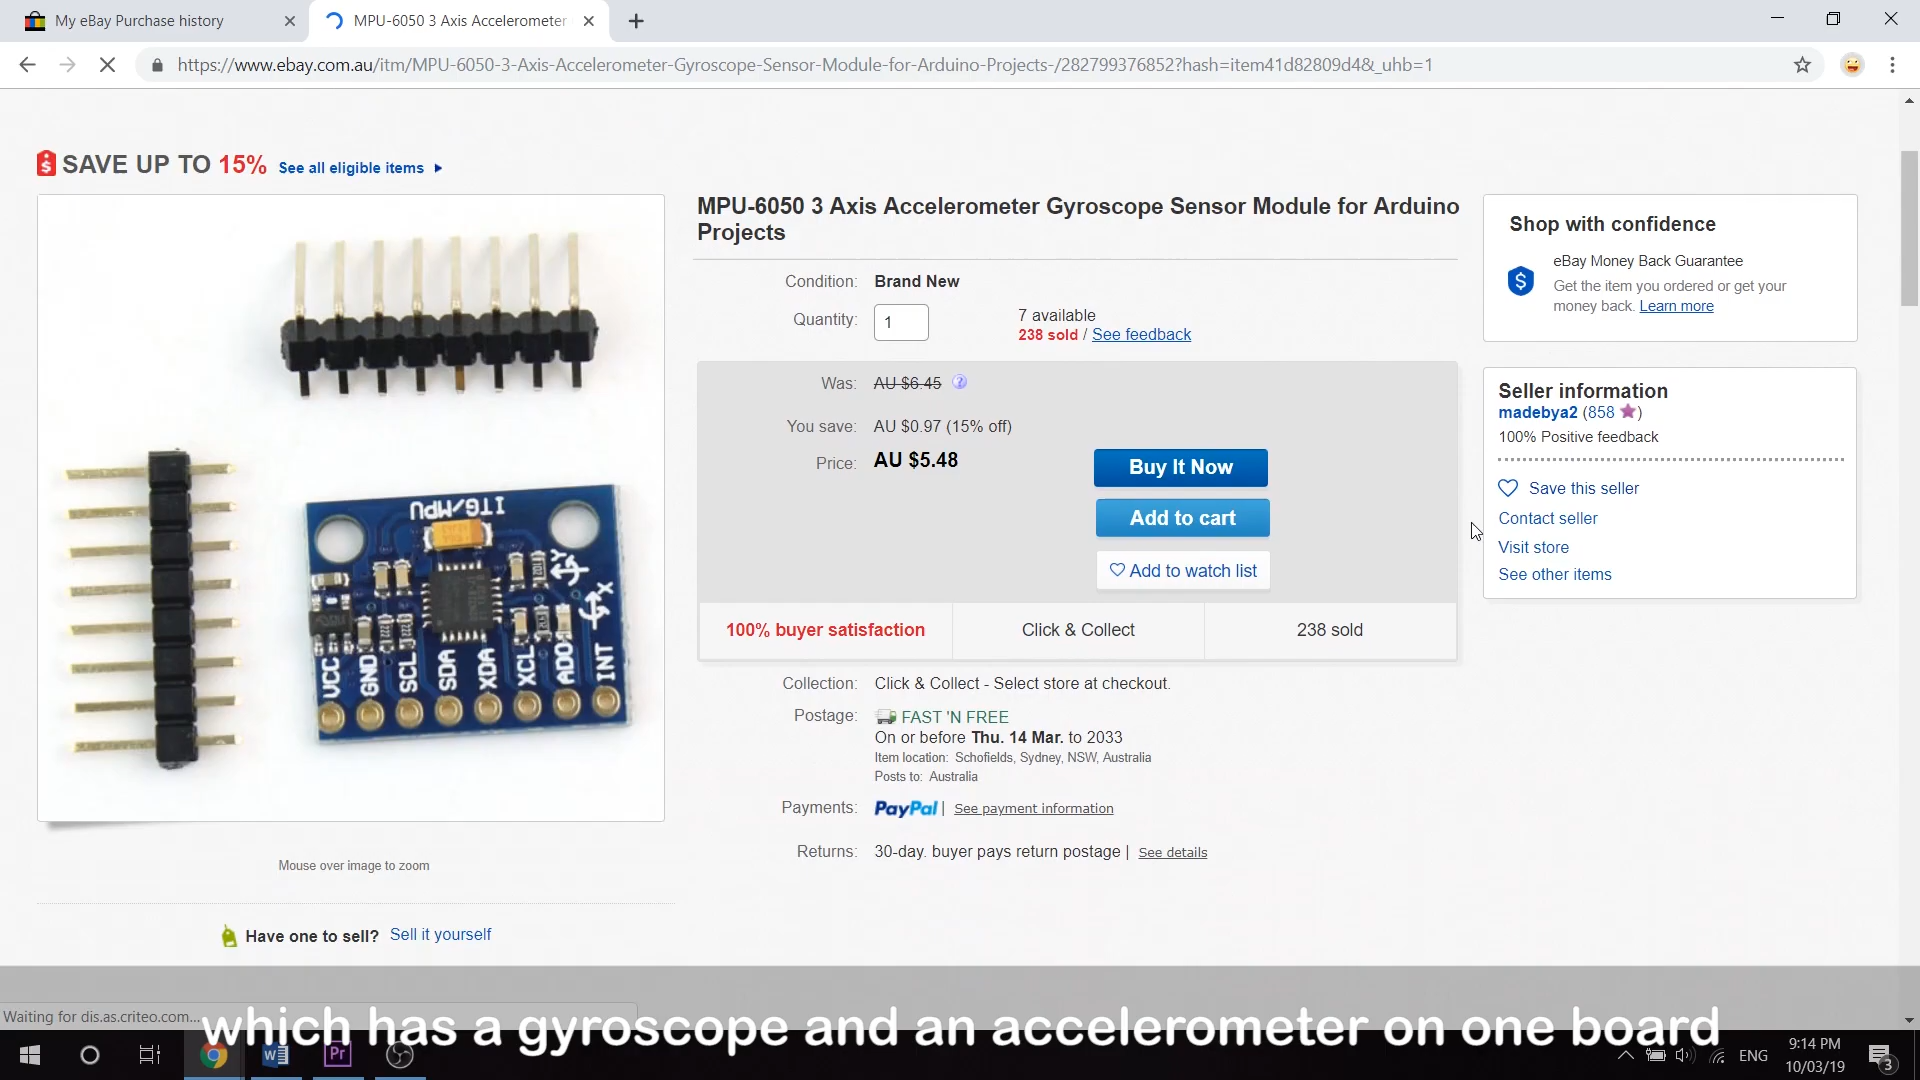 My eBay Purchase history
MPU-6050 3 Axis Accelerometer
https://www.ebay.com.au/itm/MPU-6050-3-Axis-Accelerometer-Gyroscope-Sensor-Module-for-Arduino-Projects-/282799376852?hash=item41d82809d4&_uhb=1
SAVE UP TO 15% See all eligible items
MPU-6050 3 Axis Accelerometer Gyroscope Sensor Module for Arduino
Projects
Condition: Brand New
Quantity: 1
7 available
238 sold / See feedback
Was: AU $6.45
You save: AU $0.97 (15% off)
Price: AU $5.48
Buy It Now
Add to cart
Add to watch list
100% buyer satisfaction Click & Collect 238 sold
Collection: Click & Collect - Select store at checkout.
Postage: FAST 'N FREE
On or before Thu. 14 Mar. to 2033
Item location: Schofields, Sydney, NSW, Australia
Posts to: Australia
Payments: PayPal | See payment information
Returns: 30-day. buyer pays return postage | See details
Shop with confidence
eBay Money Back Guarantee
Get the item you ordered or get your
money back. Learn more
Seller information
madebya2 (858)
100% Positive feedback
Save this seller
Contact seller
Visit store
See other items
ITG/MPU
Y
X
VCC GND SCL SDA XDA XCL ADO INT
Mouse over image to zoom
Have one to sell? Sell it yourself
Waiting for dis.as.criteo.com...
which has a gyroscope and an accelerometer on one board
Pr
ENG
9:14 PM
10/03/19
3